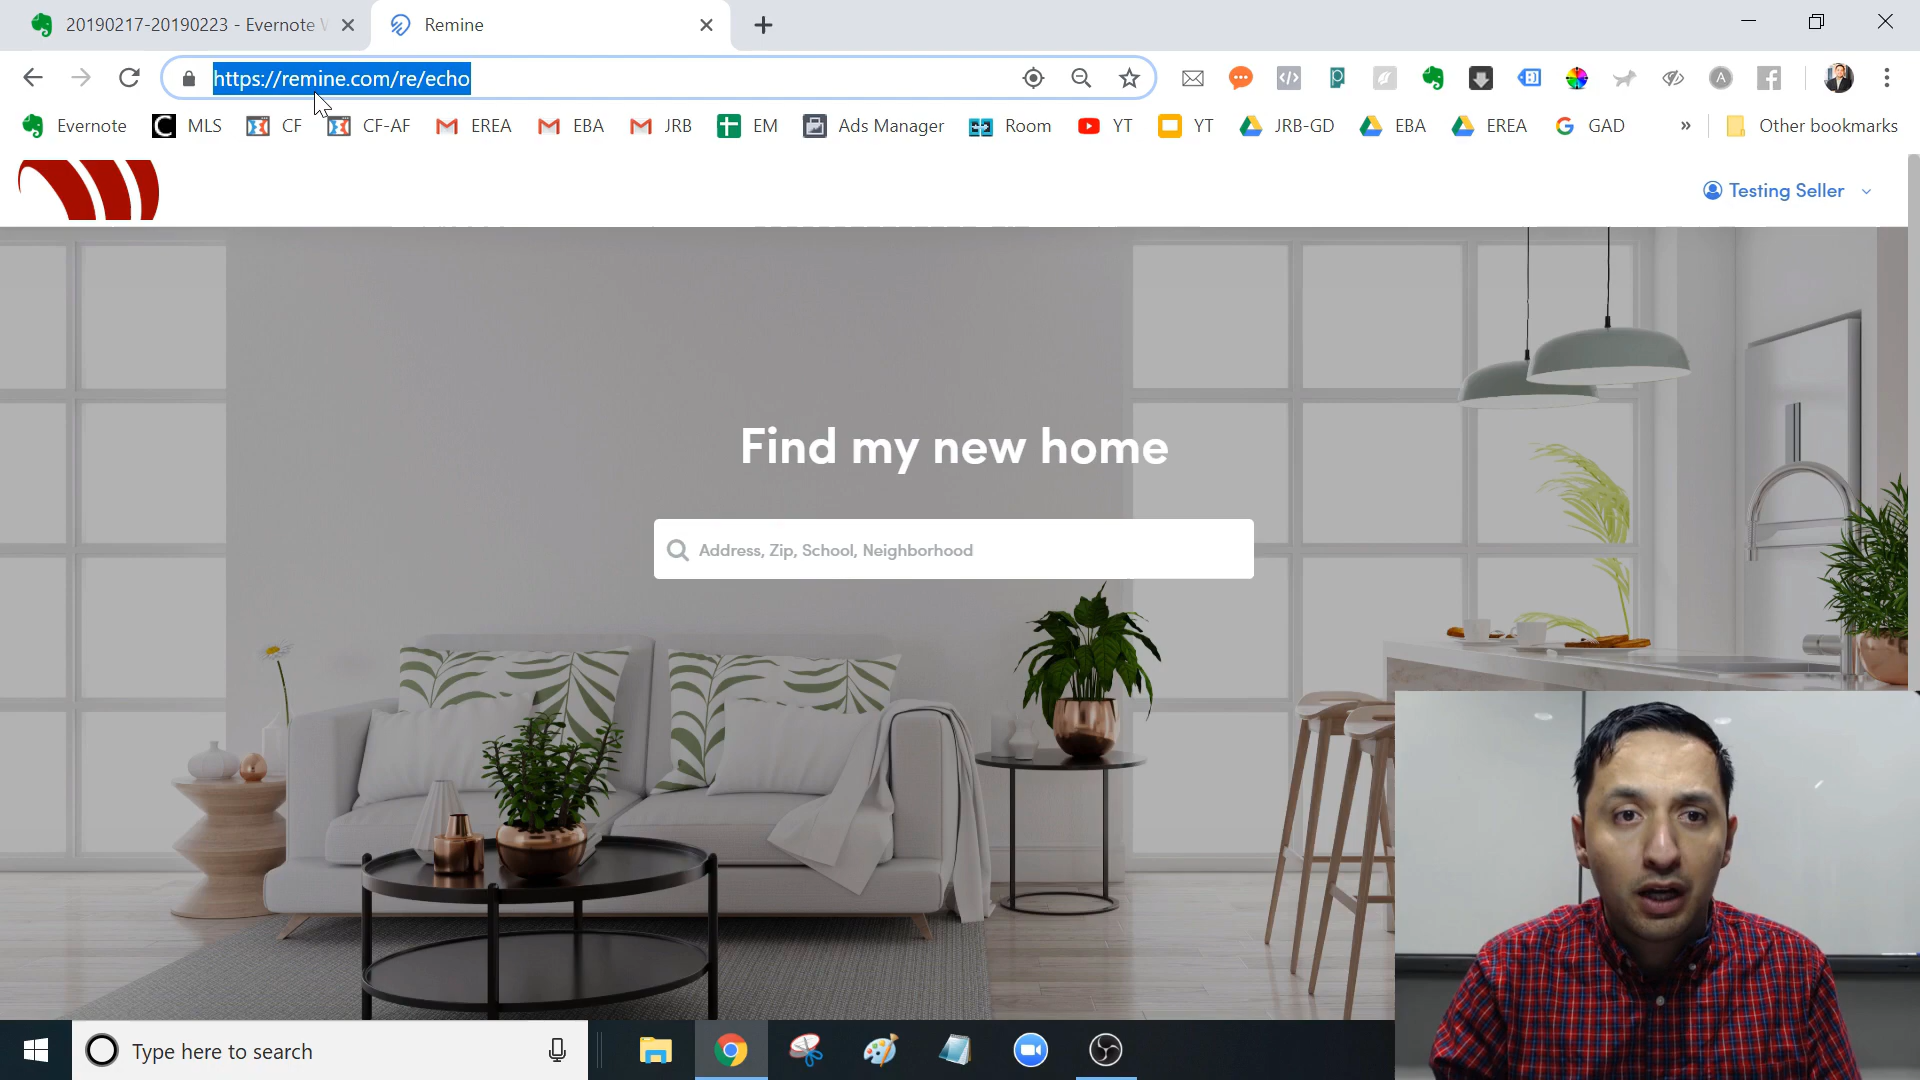 20190217-20190223 - Evernote W
Remine
https://remine.com/re/echo
Evernote MLS CF CF-AF EREA EBA JRB EM Ads Manager Room YT YT JRB-GD EBA EREA GAD » Other bookmarks
Testing Seller
Find my new home
Address, Zip, School, Neighborhood
Type here to search